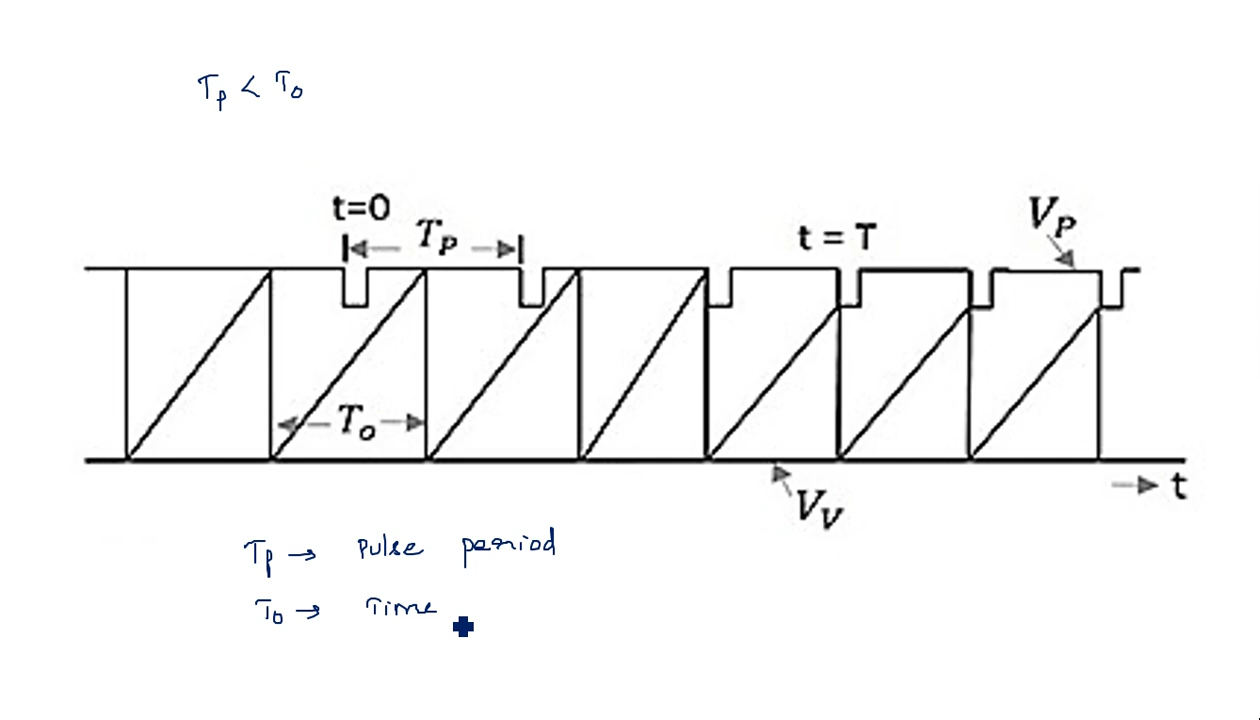 Tp < To
t=0
TP
t = T
VP
To
t
VV
Tp → Pulse period
To → Time